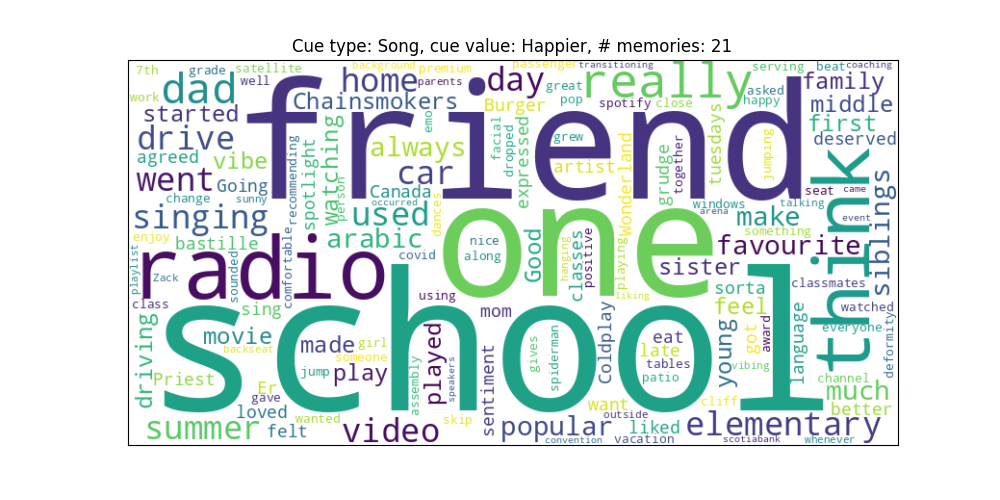 Cue type: Song, cue value: Happier, # memories: 21
7th grade satellite background premium passenger transitioning serving beat coaching
work well parents great asked
dad home day really family
started Chainsmokers Burger pop spotify close happy middle
friend
drive emo facial dropped expressed grew Wonderland grudge together tuesdays jumping first deserved
agreed vibe recommending spotlight watching always artist
went Going car seat came
change sunny person Canada occurred dances windows talking
singing used one arena make something event siblings
enjoy bastille arabic nice Good hanging classes positive playing favourite think
playlist radio covid along sister
Zack sounded comfortable using liking sorta classmates
class school mom feel watched
driving sing Coldplay young got award language everyone deformity
movie made girl played sentiment gives spiderman eat
backseat someone late vibing
Priest jump play assembly speakers tables patio cliff channel
Er gave want much
loved wanted skip outside better
summer felt video popular liked elementary
convention vacation scotiabank whenever